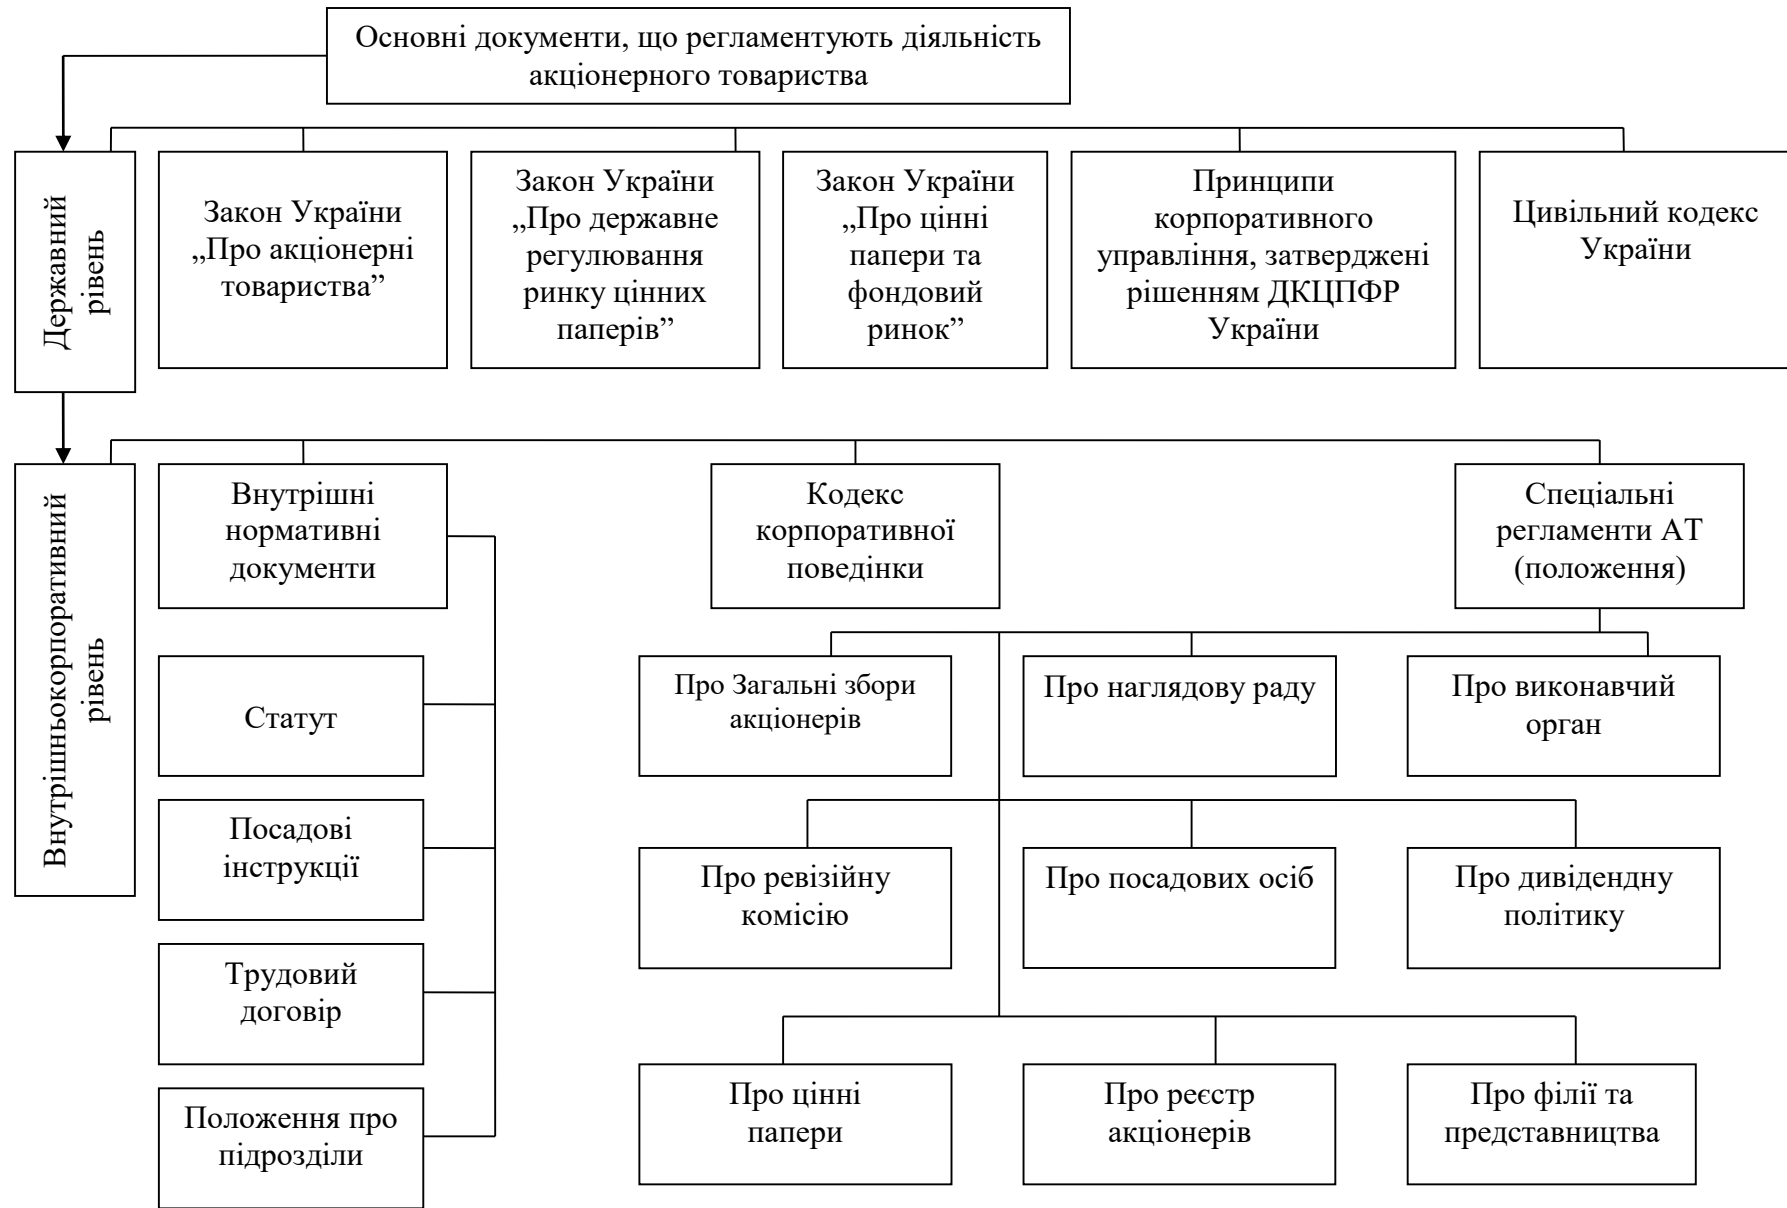 Основні документи, що регламентують діяльність
акціонерного товариства
Державний
рівень
Закон України
„Про акціонерні
товариства”
Закон України
„Про державне
регулювання
ринку цінних
паперів”
Закон України
„Про цінні
папери та
фондовий
ринок”
Принципи
корпоративного
управління, затверджені
рішенням ДКЦПФР
України
Цивільний кодекс
України
Внутрішньокорпоративний
рівень
Внутрішні
нормативні
документи
Кодекс
корпоративної
поведінки
Спеціальні
регламенти АТ
(положення)
Статут
Посадові
інструкції
Трудовий
договір
Положення про
підрозділи
Про Загальні збори
акціонерів
Про наглядову раду
Про виконавчий
орган
Про ревізійну
комісію
Про посадових осіб
Про дивідендну
політику
Про цінні
папери
Про реєстр
акціонерів
Про філії та
представництва